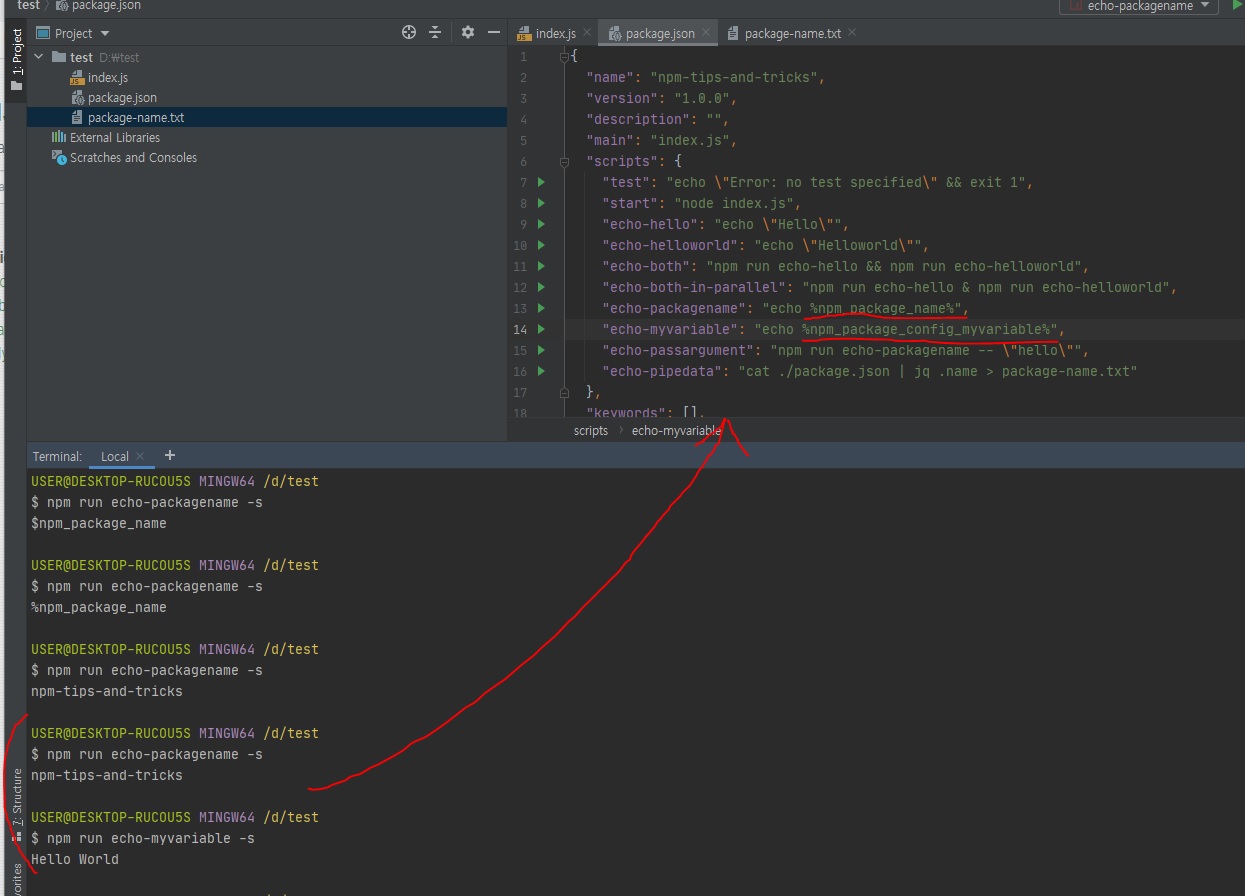 test > package.json
echo-packagename
1: Project
Project
test D:\test
index.js
package.json
package-name.txt
External Libraries
Scratches and Consoles
index.js
package.json
package-name.txt
1 {
2 "name": "npm-tips-and-tricks",
3 "version": "1.0.0",
4 "description": "",
5 "main": "index.js",
6 "scripts": {
7 "test": "echo \"Error: no test specified\" && exit 1",
8 "start": "node index.js",
9 "echo-hello": "echo \"Hello\"",
10 "echo-helloworld": "echo \"Helloworld\"",
11 "echo-both": "npm run echo-hello && npm run echo-helloworld",
12 "echo-both-in-parallel": "npm run echo-hello & npm run echo-helloworld",
13 "echo-packagename": "echo %npm_package_name%",
14 "echo-myvariable": "echo %npm_package_config_myvariable%",
15 "echo-passargument": "npm run echo-packagename -- \"hello\"",
16 "echo-pipedata": "cat ./package.json | jq .name > package-name.txt"
17 },
18 "keywords": [],
scripts > echo-myvariable
Terminal: Local +
USER@DESKTOP-RUCOU5S MINGW64 /d/test
$ npm run echo-packagename -s
$npm_package_name
USER@DESKTOP-RUCOU5S MINGW64 /d/test
$ npm run echo-packagename -s
%npm_package_name
USER@DESKTOP-RUCOU5S MINGW64 /d/test
$ npm run echo-packagename -s
npm-tips-and-tricks
USER@DESKTOP-RUCOU5S MINGW64 /d/test
$ npm run echo-packagename -s
npm-tips-and-tricks
USER@DESKTOP-RUCOU5S MINGW64 /d/test
$ npm run echo-myvariable -s
Hello World
7: Structure